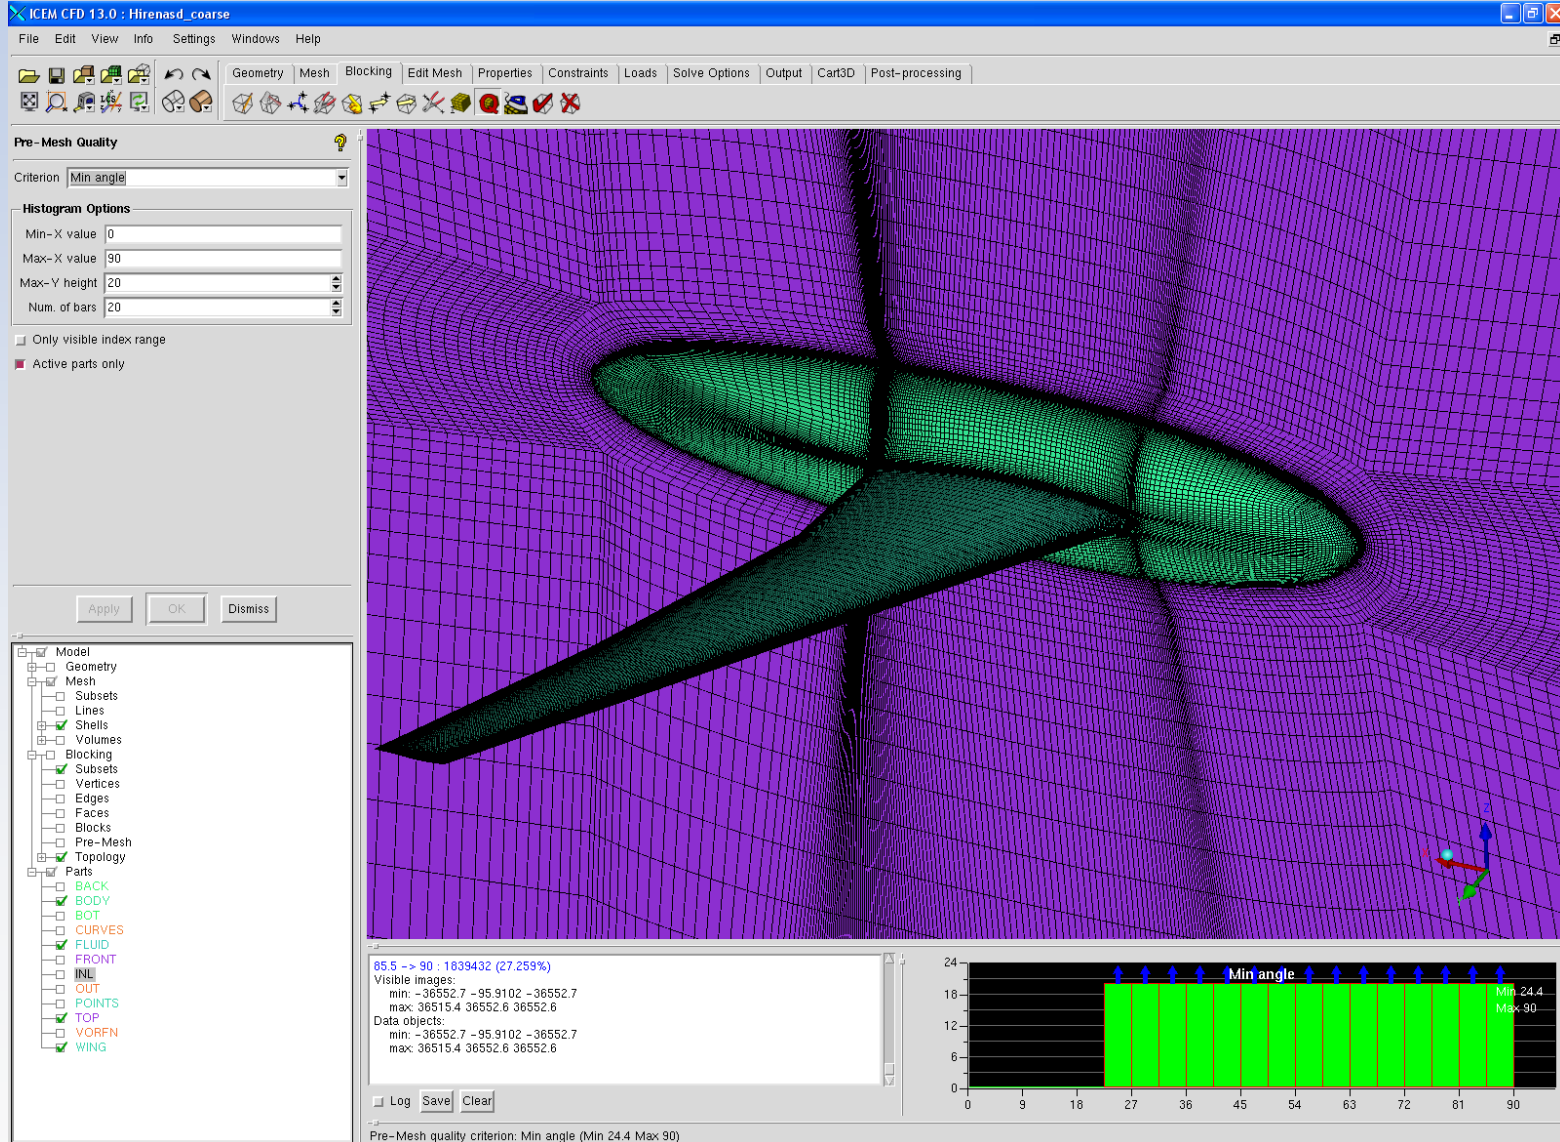 ICEM CFD 13.0 : Hirenasd_coarse
File Edit View Info Settings Windows Help
Geometry Mesh Blocking Edit Mesh Properties Constraints Loads Solve Options Output Cart3D Post-processing
Pre-Mesh Quality
Criterion Min angle
Histogram Options
Min-X value 0
Max-X value 90
Max-Y height 20
Num. of bars 20
Only visible index range
Active parts only
Apply OK Dismiss
Model
Geometry
Mesh
Subsets
Lines
Shells
Volumes
Blocking
Subsets
Vertices
Edges
Faces
Blocks
Pre-Mesh
Topology
Parts
BACK
BODY
BOT
CURVES
FLUID
FRONT
INL
OUT
POINTS
TOP
VORFN
WING
Z
85.5 -> 90 : 1839432 (27.259%)
Visible images:
min: -36552.7 -95.9102 -36552.7
max: 36515.4 36552.6 36552.6
Data objects:
min: -36552.7 -95.9102 -36552.7
max: 36515.4 36552.6 36552.6
Log Save Clear
Min angle
Min 24.4
Max 90
24
18
12
6
0
0 9 18 27 36 45 54 63 72 81 90
Pre-Mesh quality criterion: Min angle (Min 24.4 Max 90)